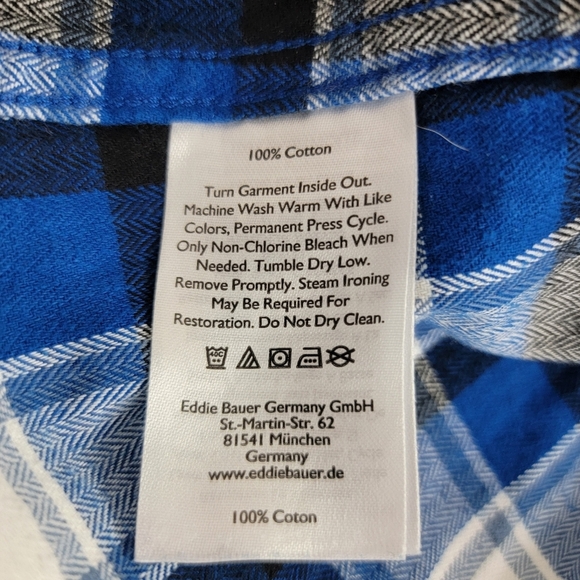 100% Cotton
Turn Garment Inside Out.
Machine Wash Warm With Like
Colors, Permanent Press Cycle.
Only Non-Chlorine Bleach When
Needed. Tumble Dry Low.
Remove Promptly. Steam Ironing
May Be Required For
Restoration. Do Not Dry Clean.
40C
Eddie Bauer Germany GmbH
St.-Martin-Str. 62
81541 München
Germany
www.eddiebauer.de
100% Coton